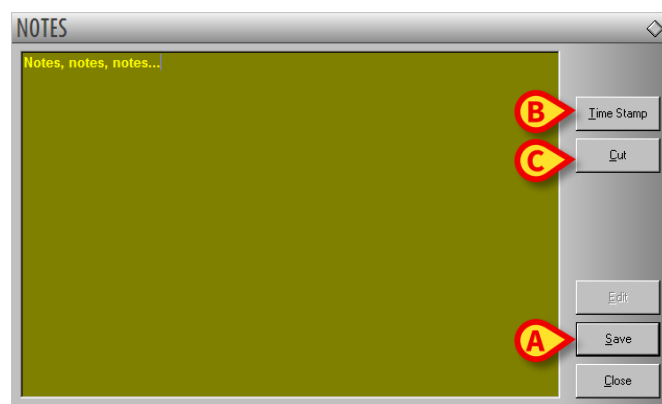 NOTES
Notes, notes, notes...
B
Time Stamp
C
Cut
Edit
A
Save
Close